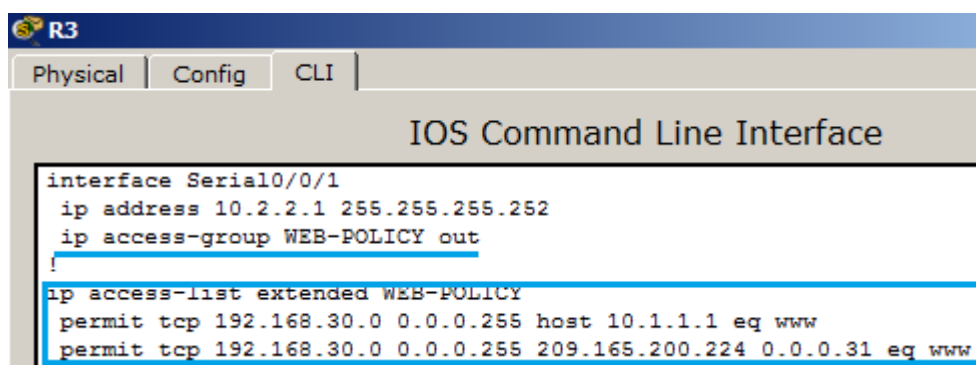 R3
Physical Config CLI
IOS Command Line Interface
interface Serial0/0/1
ip address 10.2.2.1 255.255.255.252
ip access-group WEB-POLICY out
!
ip access-list extended WEB-POLICY
permit tcp 192.168.30.0 0.0.0.255 host 10.1.1.1 eq www
permit tcp 192.168.30.0 0.0.0.255 209.165.200.224 0.0.0.31 eq www